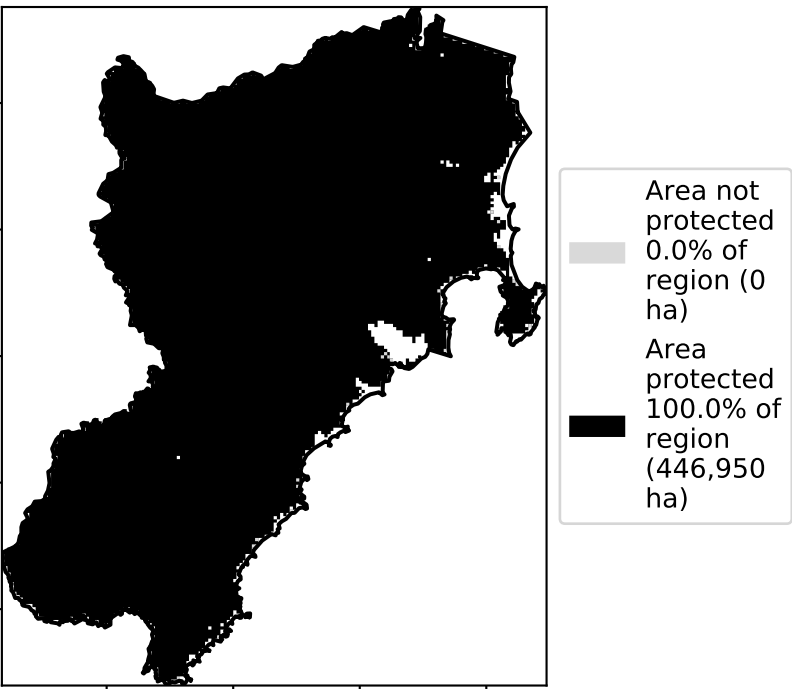 Area not
protected
0.0% of
region (0
ha)
Area
protected
100.0% of
region
(446,950
ha)